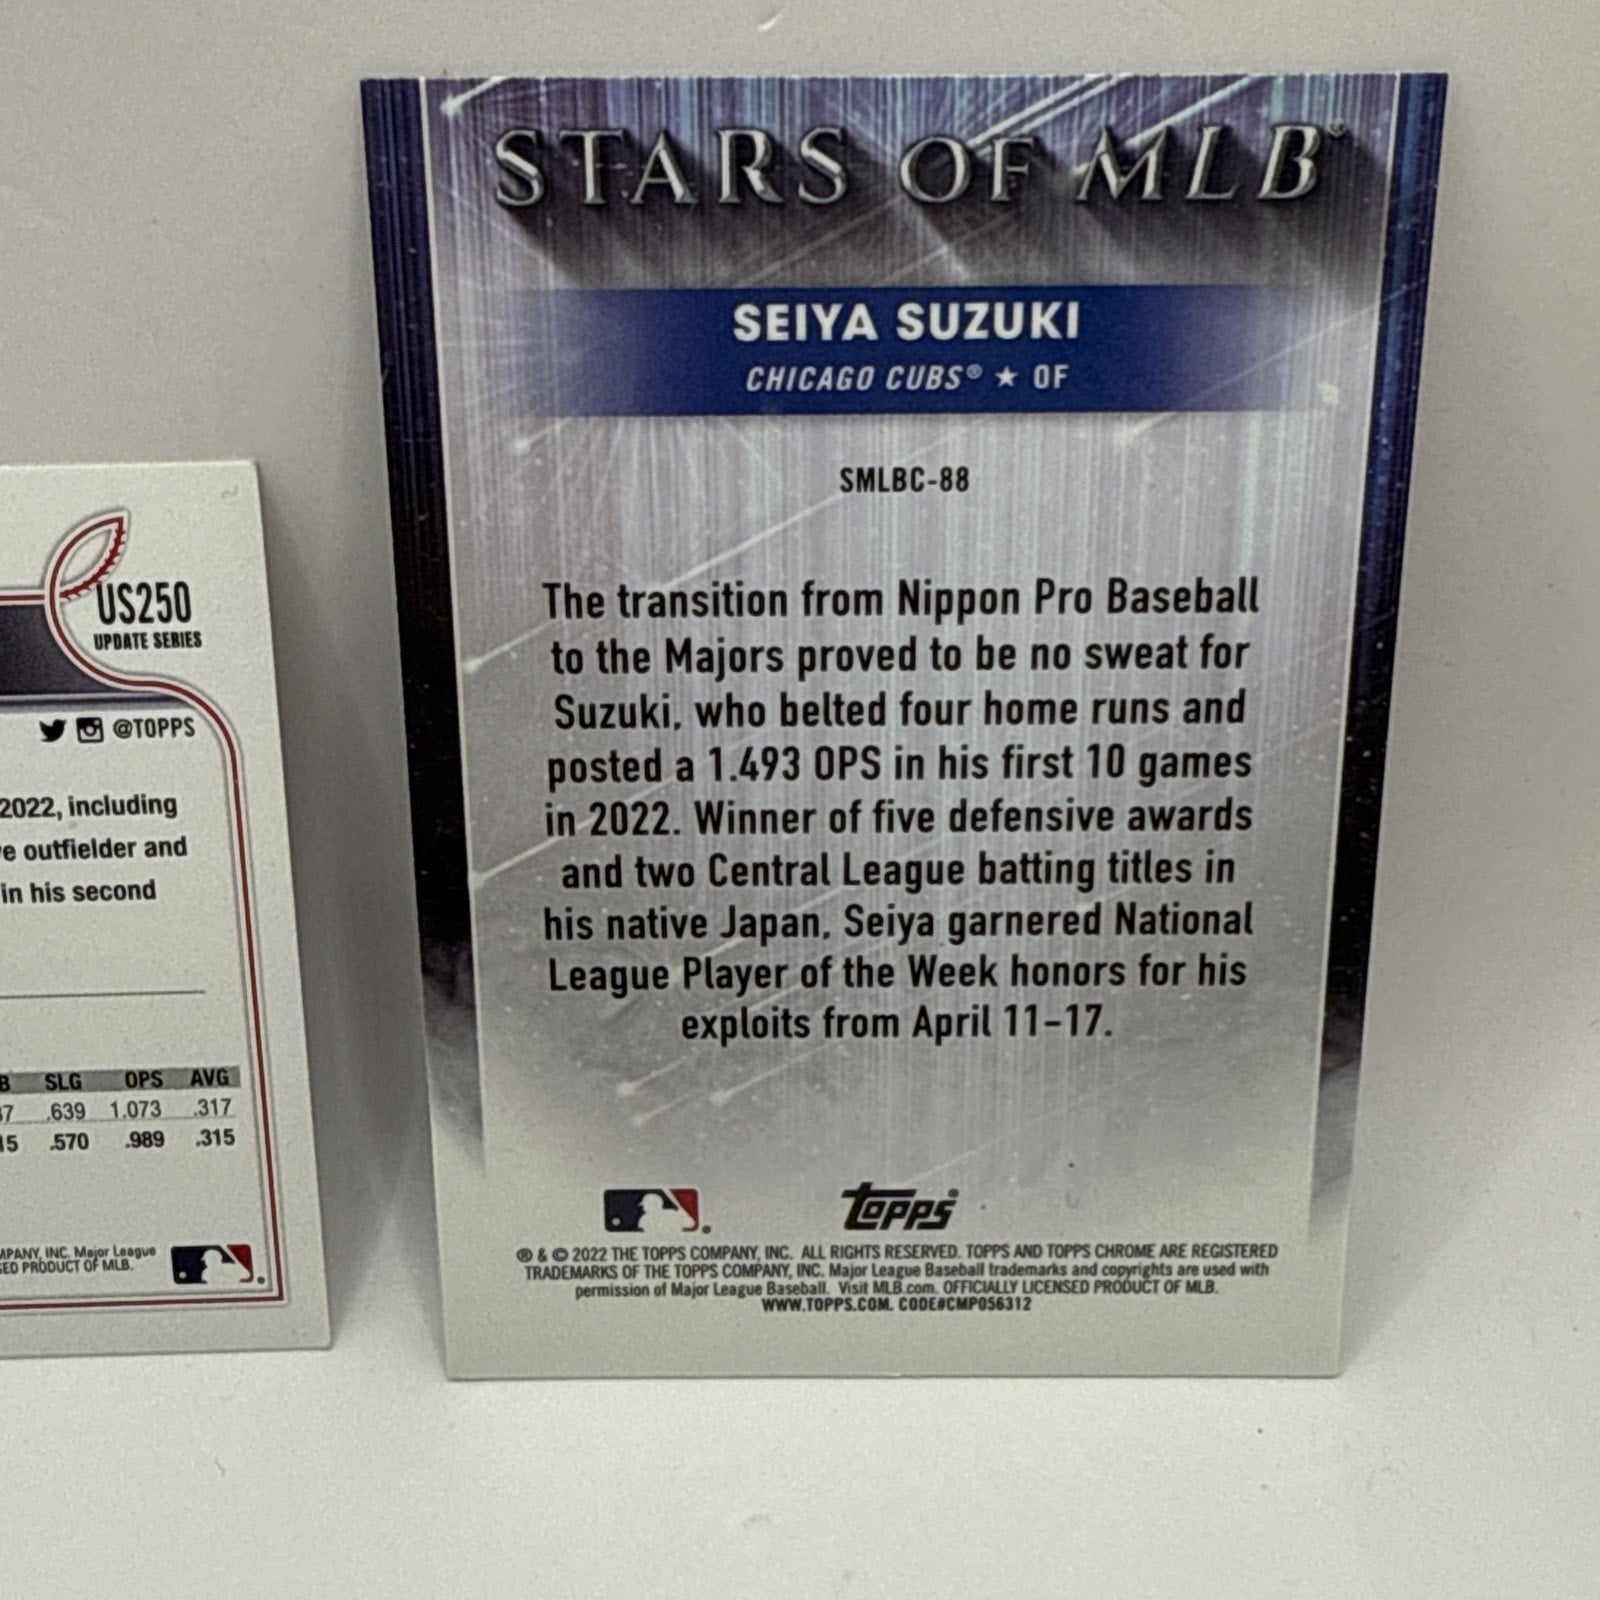 STARS OF MLB
SEIYA SUZUKI
CHICAGO CUBS® ★ OF
SMLBC-88
The transition from Nippon Pro Baseball
to the Majors proved to be no sweat for
Suzuki, who belted four home runs and
posted a 1.493 OPS in his first 10 games
in 2022. Winner of five defensive awards
and two Central League batting titles in
his native Japan, Seiya garnered National
League Player of the Week honors for his
exploits from April 11–17.
topps
® & © 2022 THE TOPPS COMPANY, INC. ALL RIGHTS RESERVED. TOPPS AND TOPPS CHROME ARE REGISTERED
TRADEMARKS OF THE TOPPS COMPANY, INC. Major League Baseball trademarks and copyrights are used with
permission of Major League Baseball. Visit MLB.com. OFFICIALLY LICENSED PRODUCT OF MLB.
WWW.TOPPS.COM. CODE#CMP056312
US250
UPDATE SERIES
@TOPPS
2022, including
outfielder and
in his second
SLG OPS AVG
.639 1.073 .317
.570 .989 .315
INC. Major League
PRODUCT OF MLB.